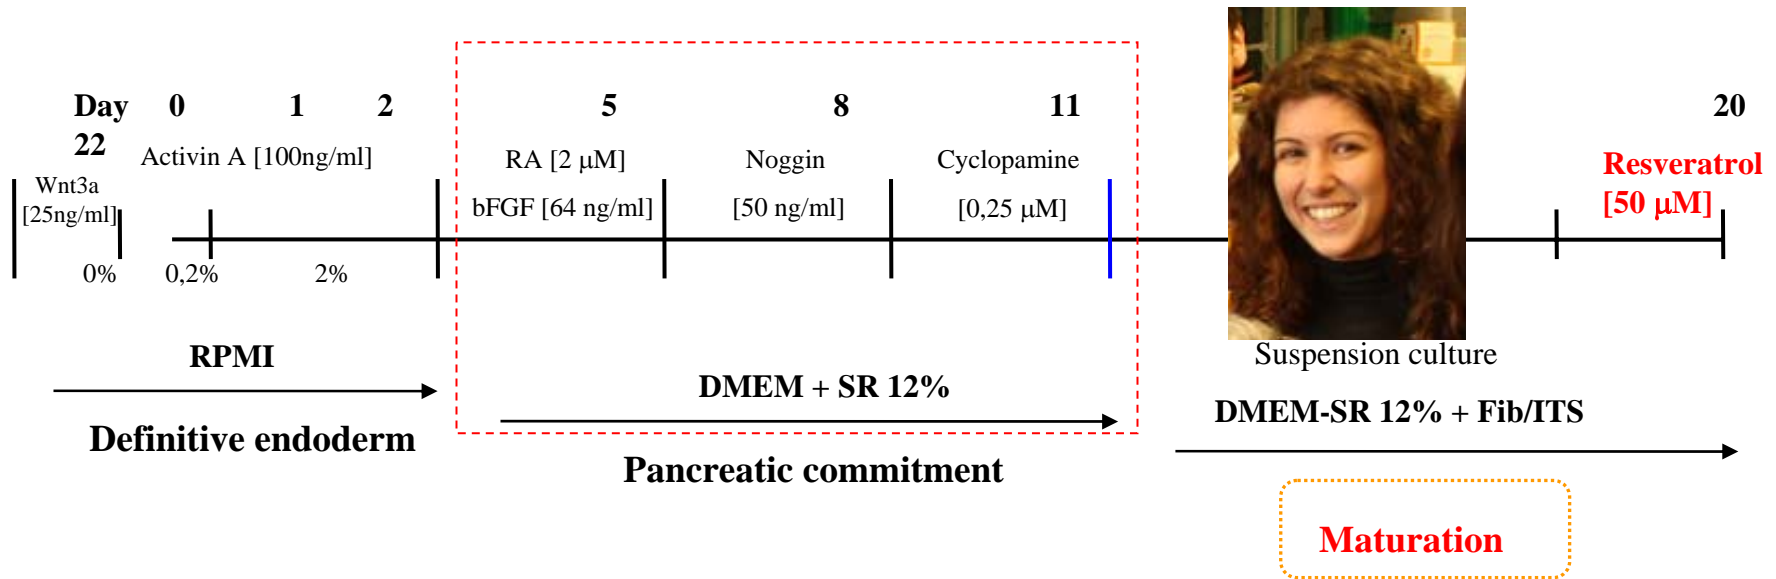 Day 0 1 2 5 8 11 20
22
Activin A [100ng/ml]
Wnt3a
[25ng/ml]
RA [2 μM]
bFGF [64 ng/ml]
Noggin
[50 ng/ml]
Cyclopamine
[0,25 μM]
Resveratrol
[50 μM]
0% 0,2% 2%
RPMI
Definitive endoderm
DMEM + SR 12%
Pancreatic commitment
Suspension culture
DMEM-SR 12% + Fib/ITS
Maturation